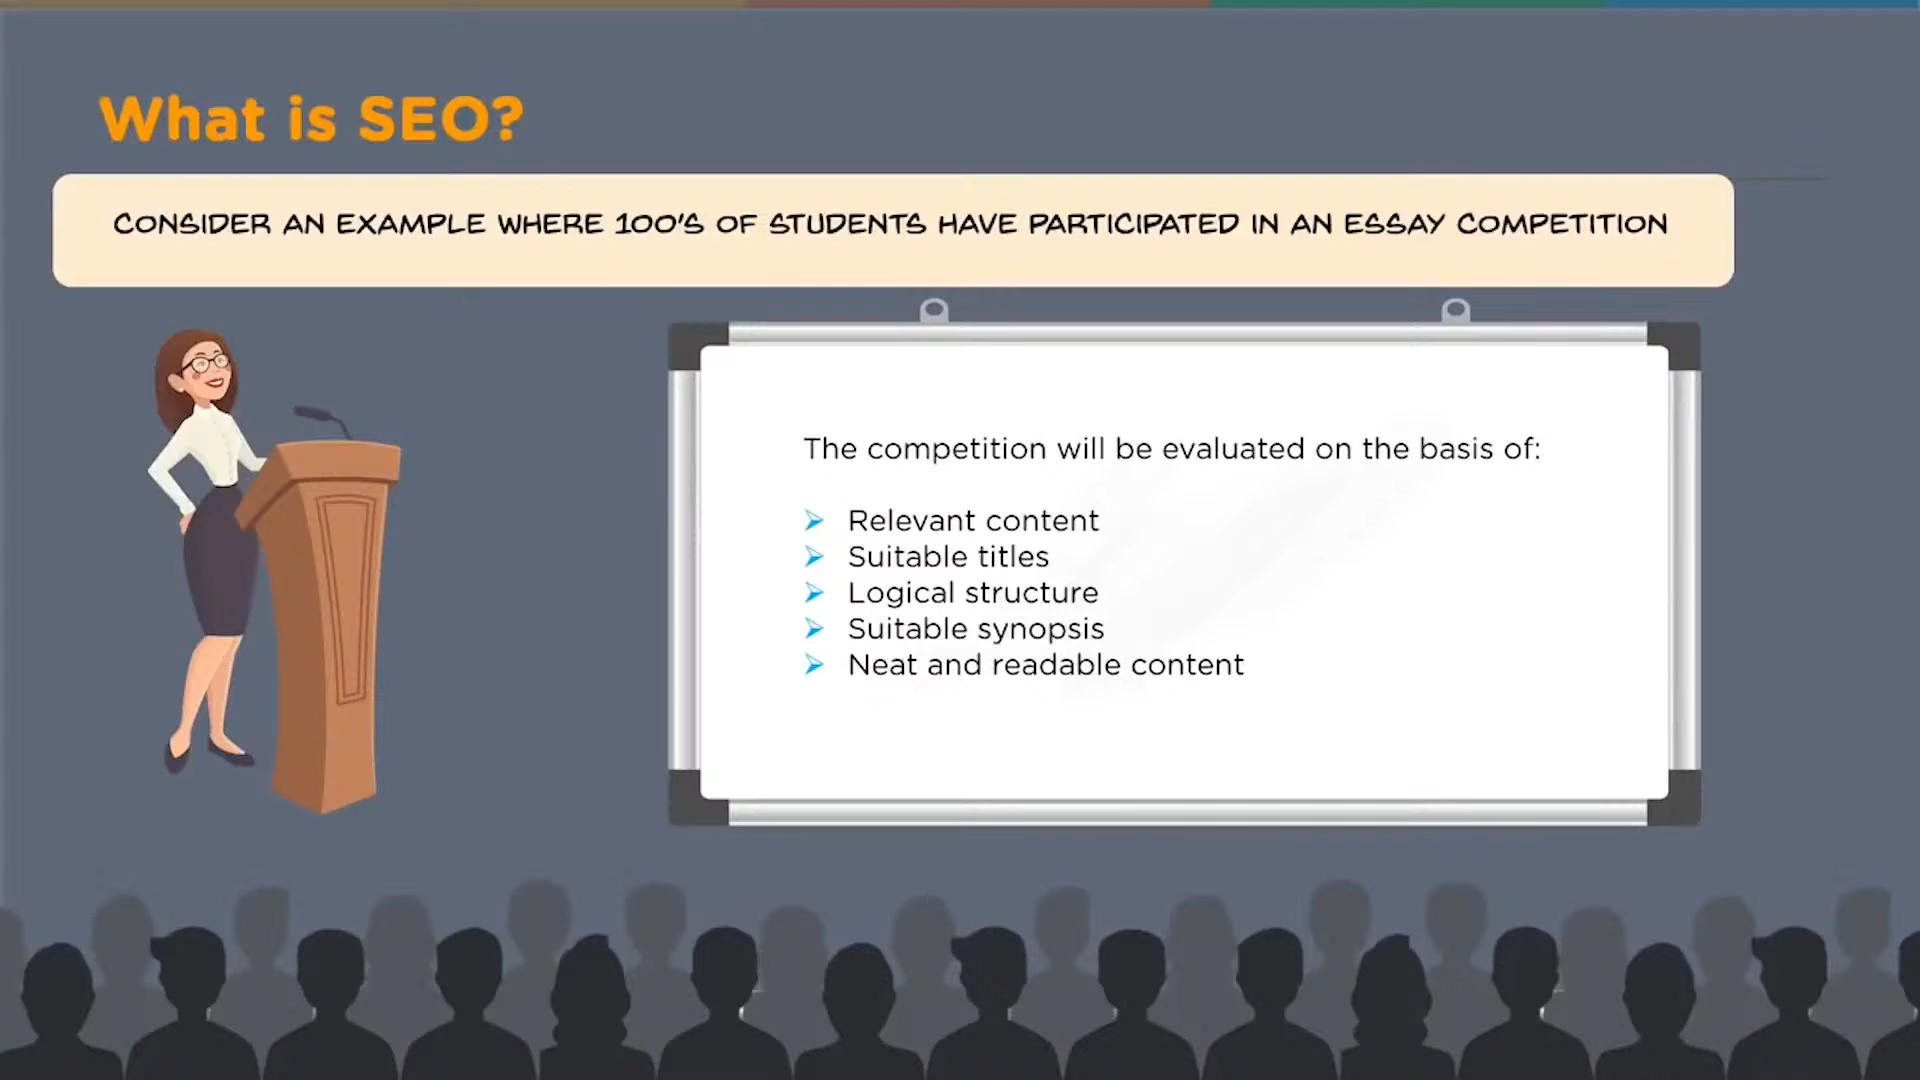 What is SEO?
CONSIDER AN EXAMPLE WHERE 100'S OF STUDENTS HAVE PARTICIPATED IN AN ESSAY COMPETITION
The competition will be evaluated on the basis of:
Relevant content
Suitable titles
Logical structure
Suitable synopsis
Neat and readable content